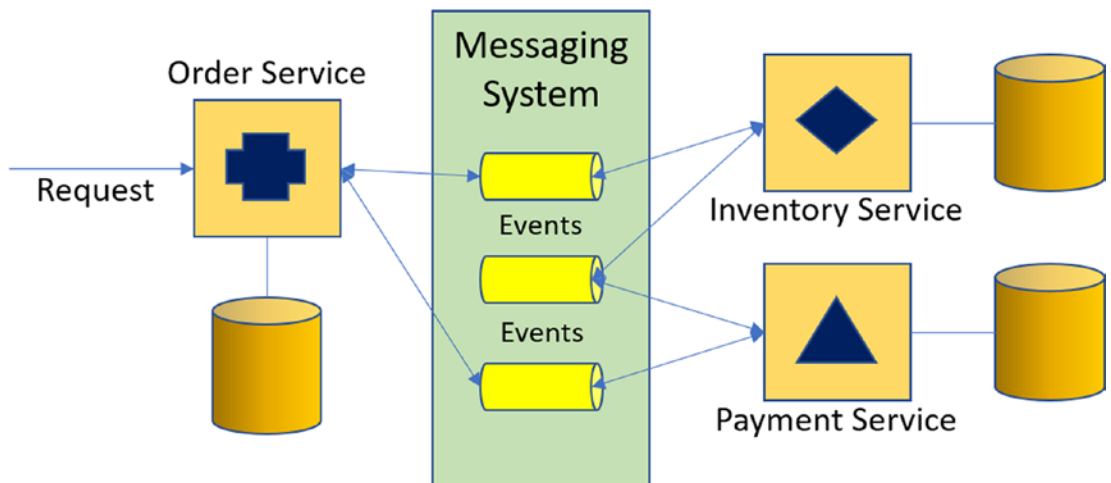 Messaging
System
Order Service
Request
Events
Events
Inventory Service
Payment Service